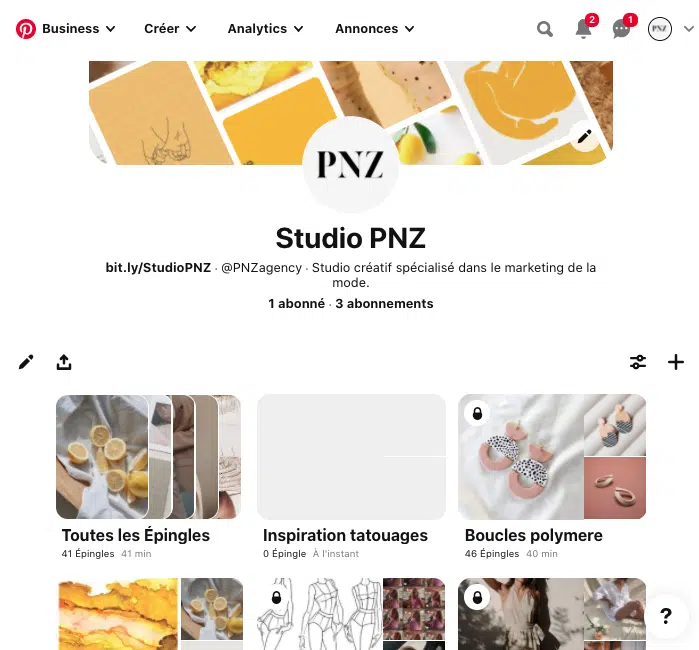 Business
Créer
Analytics
Annonces
2
1
PNZ
PNZ
Studio PNZ
bit.ly/StudioPNZ · @PNZagency · Studio créatif spécialisé dans le marketing de la
mode.
1 abonné · 3 abonnements
Toutes les Épingles
41 Épingles 41 min
Inspiration tatouages
0 Épingle À l'instant
Boucles polymere
46 Épingles 40 min
?